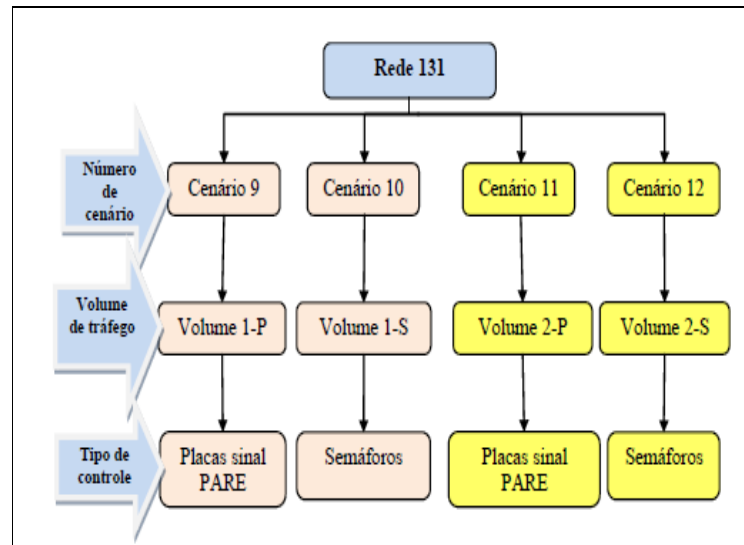 Rede 131
Número
de
cenário
Cenário 9
Cenário 10
Cenário 11
Cenário 12
Volume
de tráfego
Volume 1-P
Volume 1-S
Volume 2-P
Volume 2-S
Tipo de
controle
Placas sinal
PARE
Semáforos
Placas sinal
PARE
Semáforos